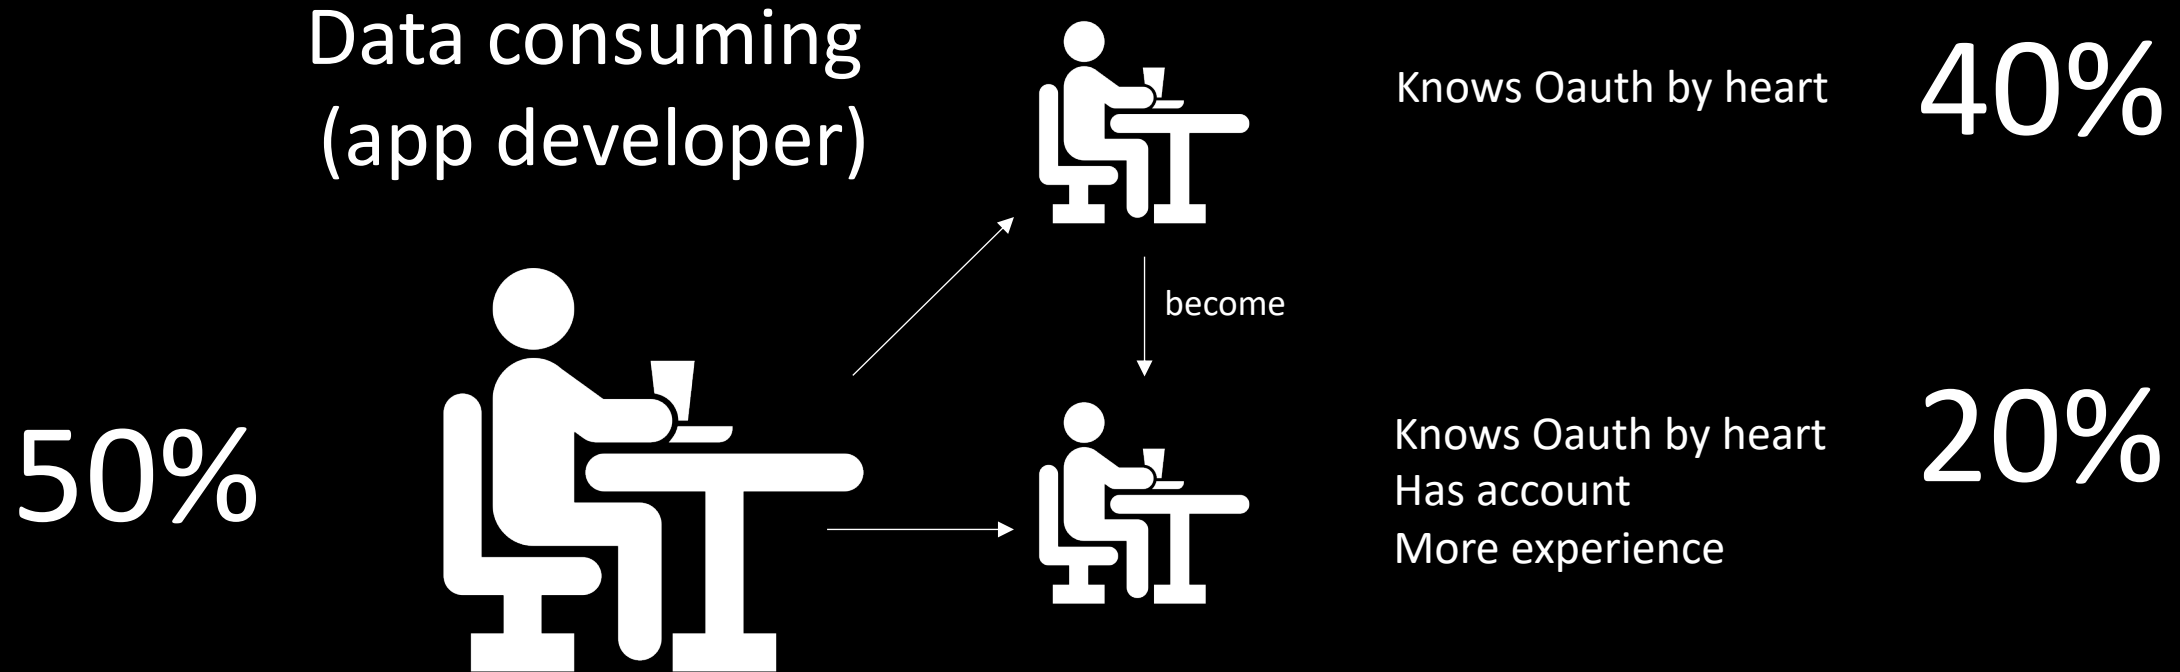 Data consuming
(app developer)
Knows Oauth by heart
40%
become
50%
Knows Oauth by heart
Has account
More experience
20%